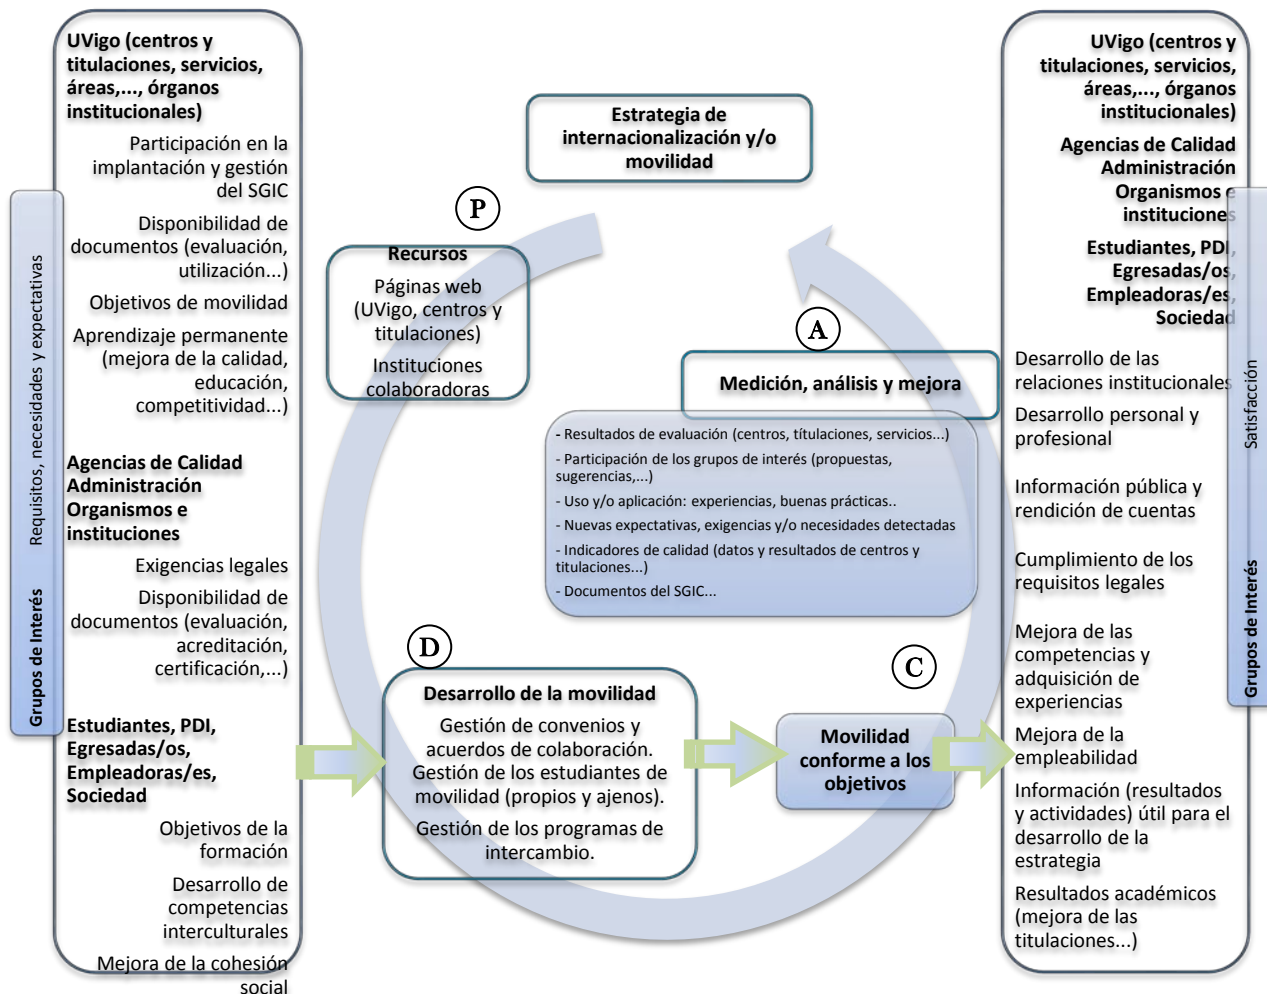 UVigo (centros y
titulaciones, servicios,
áreas,..., órganos
institucionales)
Participación en la
implantación y gestión
del SGIC
Disponibilidad de
documentos (evaluación,
utilización...)
Objetivos de movilidad
Aprendizaje permanente
(mejora de la calidad,
educación,
competitividad...)
Agencias de Calidad
Administración
Organismos e
instituciones
Exigencias legales
Disponibilidad de
documentos (evaluación,
acreditación,
certificación,...)
Estudiantes, PDI,
Egresadas/os,
Empleadoras/es,
Sociedad
Objetivos de la
formación
Desarrollo de
competencias
interculturales
Mejora de la cohesión
social
Grupos de Interés Requisitos, necesidades y expectativas
Estrategia de
internacionalización y/o
movilidad
P
Recursos
Páginas web
(UVigo, centros y
titulaciones)
Instituciones
colaboradoras
A
Medición, análisis y mejora
- Resultados de evaluación (centros, títulaciones, servicios...)
- Participación de los grupos de interés (propuestas,
sugerencias,...)
- Uso y/o aplicación: experiencias, buenas prácticas..
- Nuevas expectativas, exigencias y/o necesidades detectadas
- Indicadores de calidad (datos y resultados de centros y
titulaciones...)
- Documentos del SGIC...
D
Desarrollo de la movilidad
Gestión de convenios y
acuerdos de colaboración.
Gestión de los estudiantes de
movilidad (propios y ajenos).
Gestión de los programas de
intercambio.
C
Movilidad
conforme a los
objetivos
UVigo (centros y
titulaciones, servicios,
áreas,..., órganos
institucionales)
Agencias de Calidad
Administración
Organismos e
instituciones
Estudiantes, PDI,
Egresadas/os,
Empleadoras/es,
Sociedad
Desarrollo de las
relaciones institucionales
Desarrollo personal y
profesional
Información pública y
rendición de cuentas
Cumplimiento de los
requisitos legales
Mejora de las
competencias y
adquisición de
experiencias
Mejora de la
empleabilidad
Información (resultados
y actividades) útil para el
desarrollo de la
estrategia
Resultados académicos
(mejora de las
titulaciones...)
Grupos de Interés Satisfacción